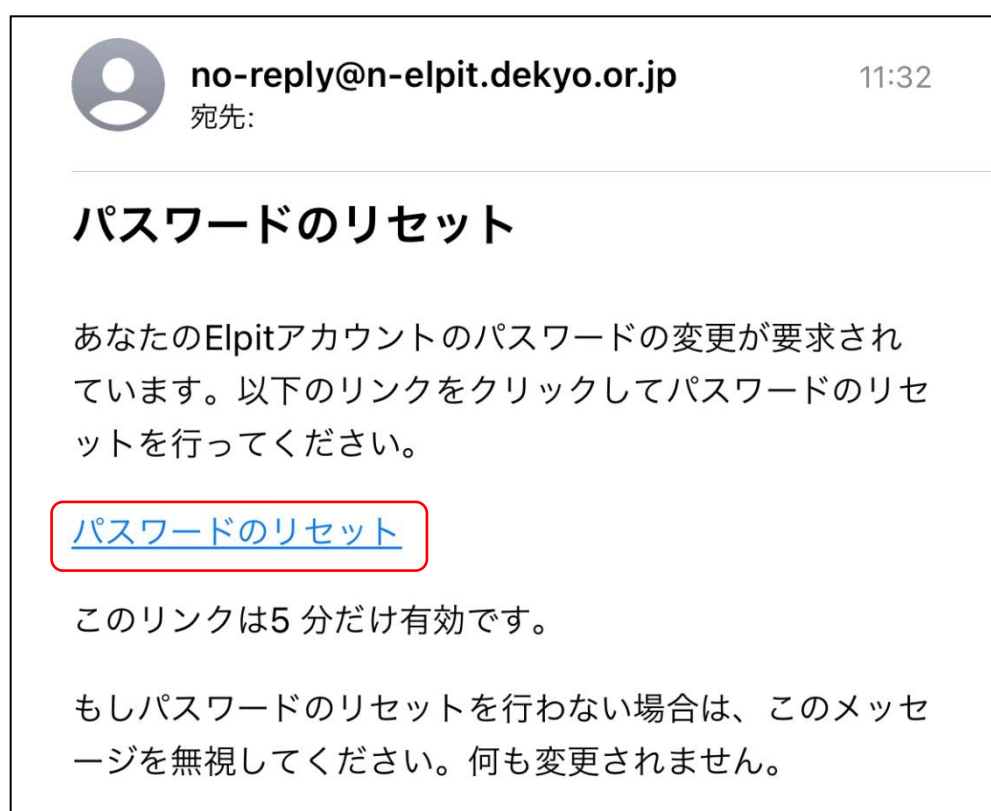 no-reply@n-elpit.dekyo.or.jp 11:32
宛先:
パスワードのリセット
あなたのElpitアカウントのパスワードの変更が要求され
ています。以下のリンクをクリックしてパスワードのリセ
ットを行ってください。
パスワードのリセット
このリンクは5 分だけ有効です。
もしパスワードのリセットを行わない場合は、このメッセ
ージを無視してください。何も変更されません。